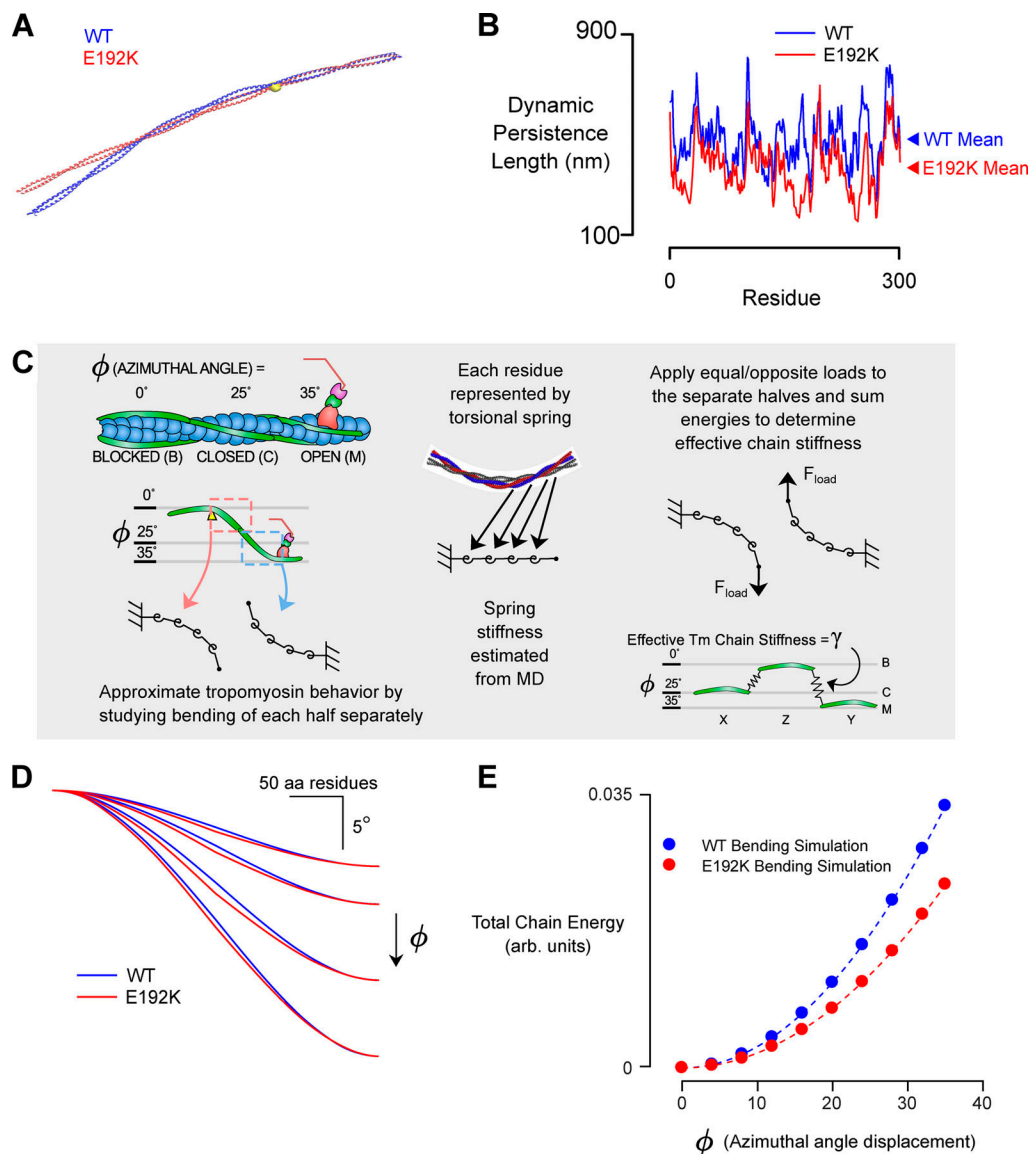 A
WT
E192K
B
900
WT
E192K
Dynamic
Persistence
Length (nm)
WT Mean
E192K Mean
100
0
300
Residue
C
ϕ (AZIMUTHAL ANGLE) =
0° 25° 35°
BLOCKED (B) CLOSED (C) OPEN (M)
0°
ϕ
25°
35°
Approximate tropomyosin behavior by
studying bending of each half separately
Each residue
represented by
torsional spring
Spring
stiffness
estimated
from MD
Apply equal/opposite loads to
the separate halves and sum
energies to determine
effective chain stiffness
Fload
Fload
Effective Tm Chain Stiffness = γ
0° B
ϕ
25° C
35° M
X Z Y
D
50 aa residues
5°
ϕ
WT
E192K
E
0.035
WT Bending Simulation
E192K Bending Simulation
Total Chain Energy
(arb. units)
0
0 10 20 30 40
ϕ (Azimuthal angle displacement)